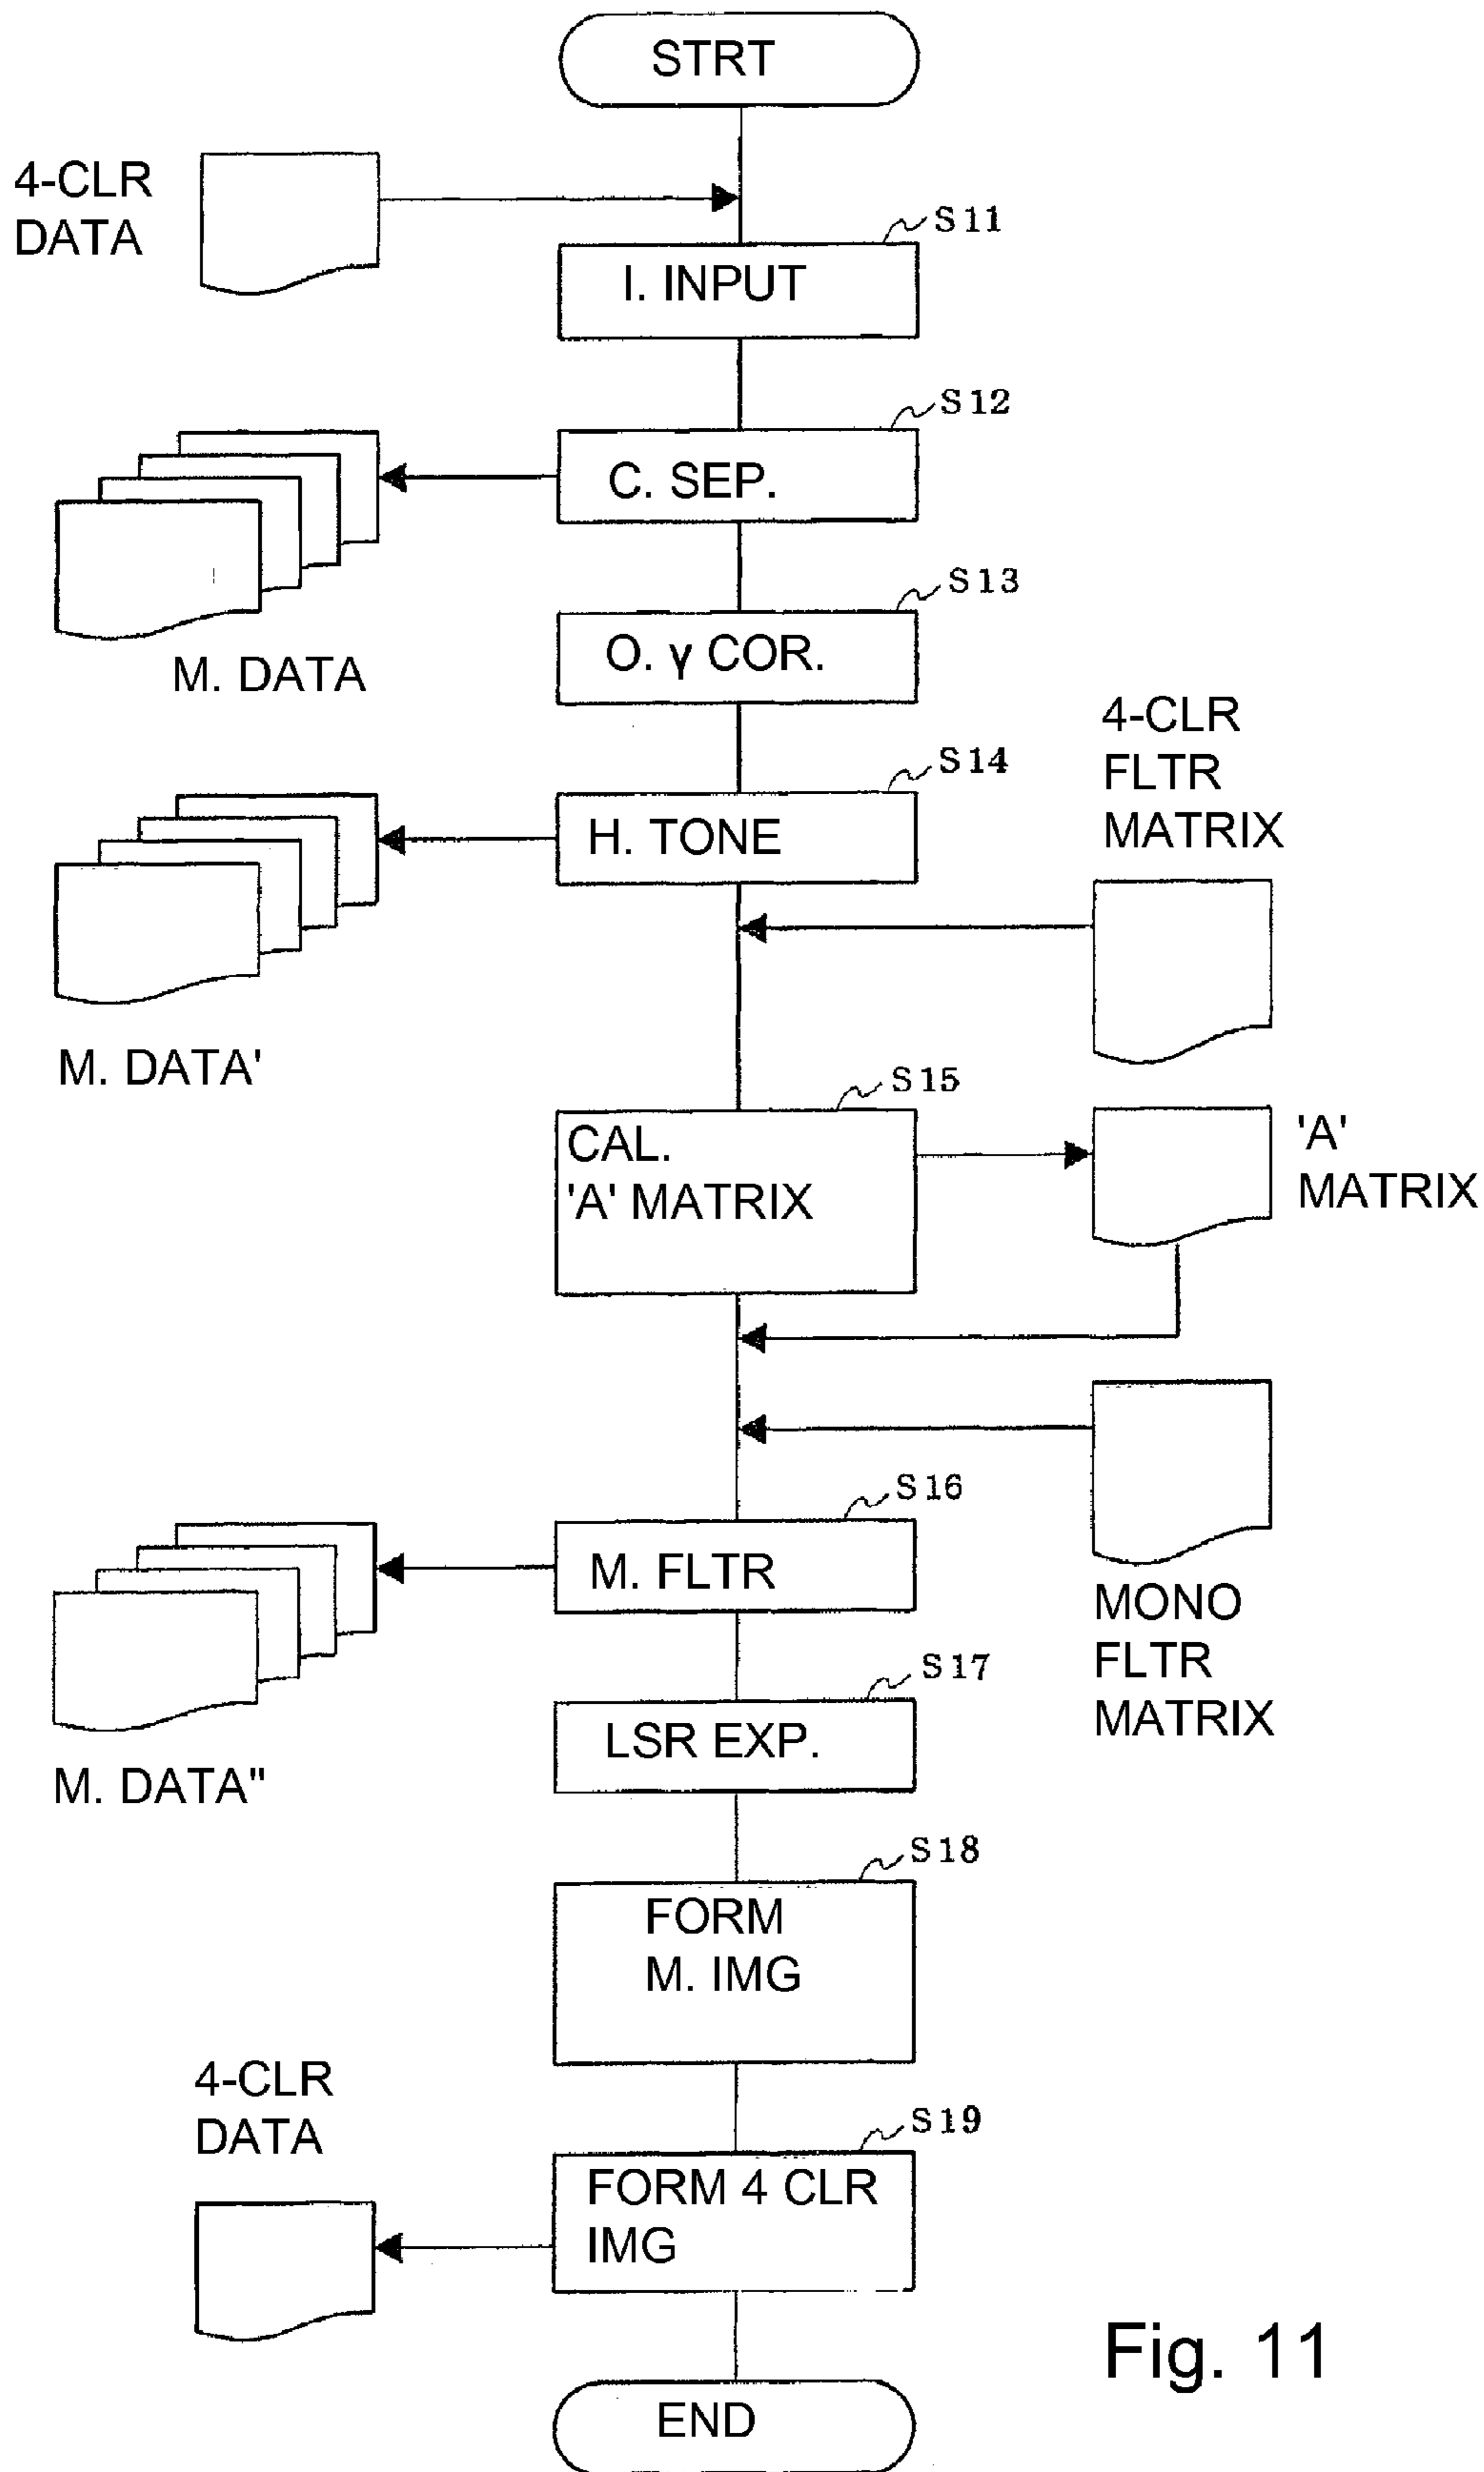 STRT
4-CLR
DATA
S11
I. INPUT
S12
C. SEP.
M. DATA
S13
O. γ COR.
4-CLR
FLTR
MATRIX
S14
H. TONE
M. DATA'
S15
CAL.
'A' MATRIX
'A'
MATRIX
S16
M. FLTR
MONO
FLTR
MATRIX
M. DATA"
S17
LSR EXP.
S18
FORM
M. IMG
4-CLR
DATA
S19
FORM 4 CLR
IMG
END
Fig. 11